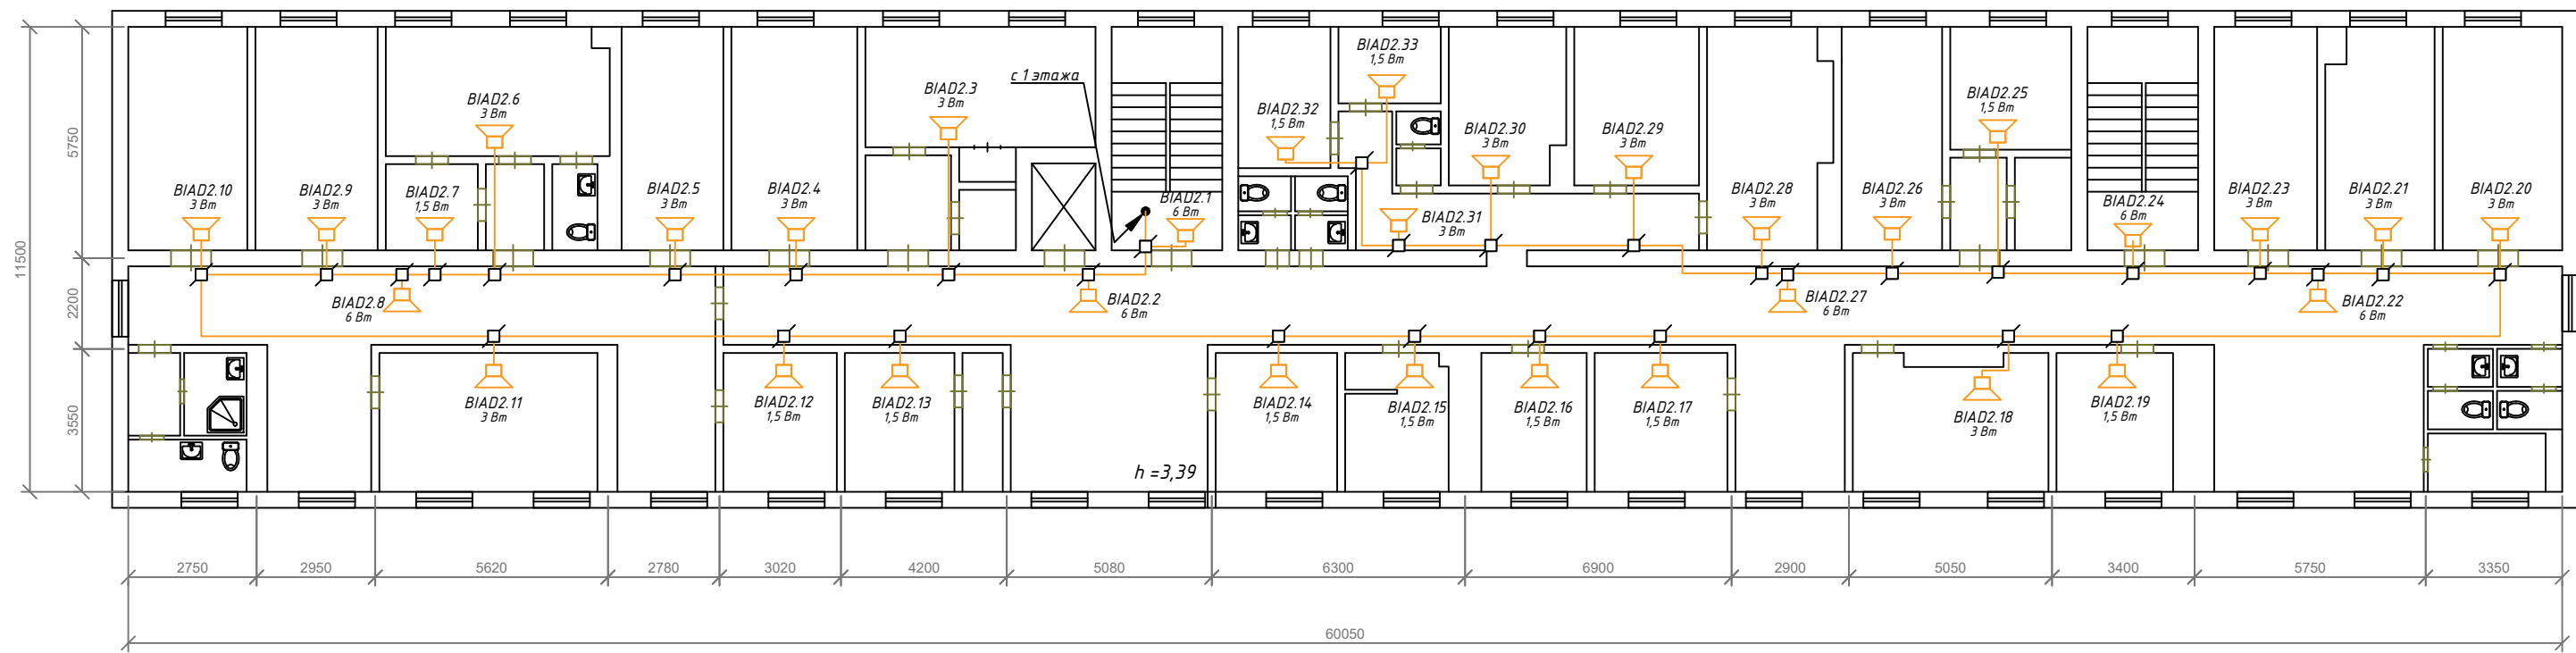 BIAD2.33
1,5 Вт
с 1 этажа
BIAD2.3
3 Вт
BIAD2.6
3 Вт
BIAD2.32
1,5 Вт
BIAD2.30
3 Вт
BIAD2.29
3 Вт
BIAD2.25
1,5 Вт
BIAD2.10
3 Вт
BIAD2.9
3 Вт
BIAD2.7
1,5 Вт
BIAD2.5
3 Вт
BIAD2.4
3 Вт
BIAD2.1
6 Вт
BIAD2.31
3 Вт
BIAD2.28
3 Вт
BIAD2.26
3 Вт
BIAD2.24
6 Вт
BIAD2.23
3 Вт
BIAD2.21
3 Вт
BIAD2.20
3 Вт
BIAD2.8
6 Вт
BIAD2.2
6 Вт
BIAD2.27
6 Вт
BIAD2.22
6 Вт
BIAD2.11
3 Вт
BIAD2.12
1,5 Вт
BIAD2.13
1,5 Вт
BIAD2.14
1,5 Вт
BIAD2.15
1,5 Вт
BIAD2.16
1,5 Вт
BIAD2.17
1,5 Вт
BIAD2.18
3 Вт
BIAD2.19
1,5 Вт
h =3,39
11500
5750
2200
3550
2750
2950
5620
2780
3020
4200
5080
6300
6900
2900
5050
3400
5750
3350
60050